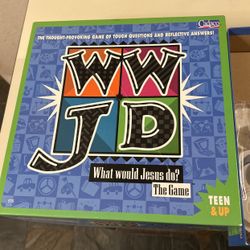 Cadaco
THE THOUGHT-PROVOKING GAME OF TOUGH QUESTIONS AND REFLECTIVE ANSWERS!
WW
JD
What would Jesus do?
The Game
TEEN
& UP